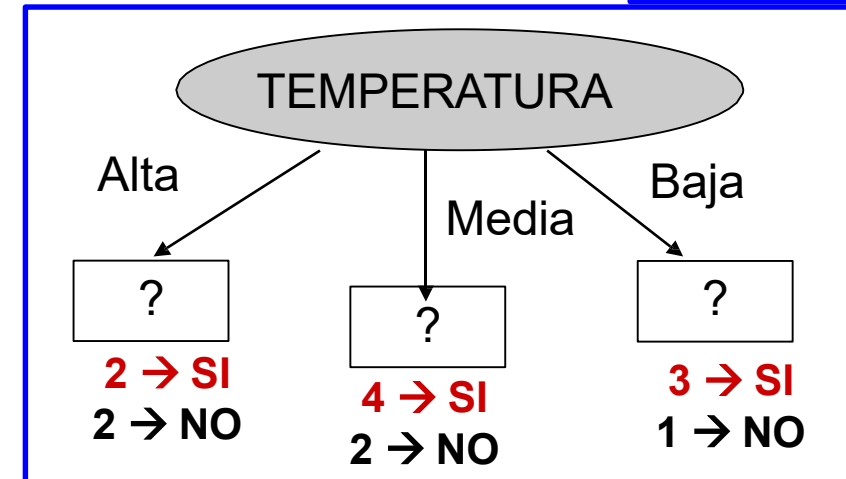 TEMPERATURA
Alta
Media
Baja
?
2 → SI
2 → NO
?
4 → SI
2 → NO
?
3 → SI
1 → NO